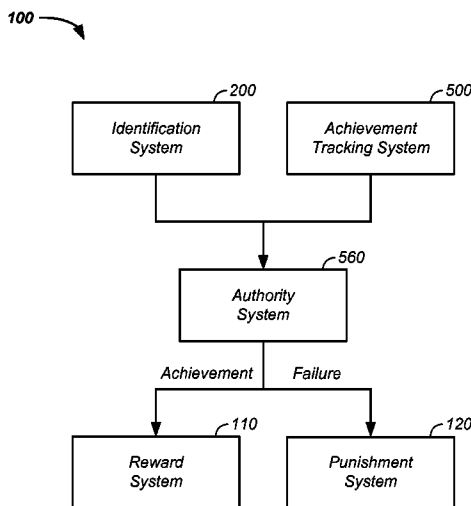 100
200
500
Identification
System
Achievement
Tracking System
560
Authority
System
Achievement
Failure
110
120
Reward
System
Punishment
System